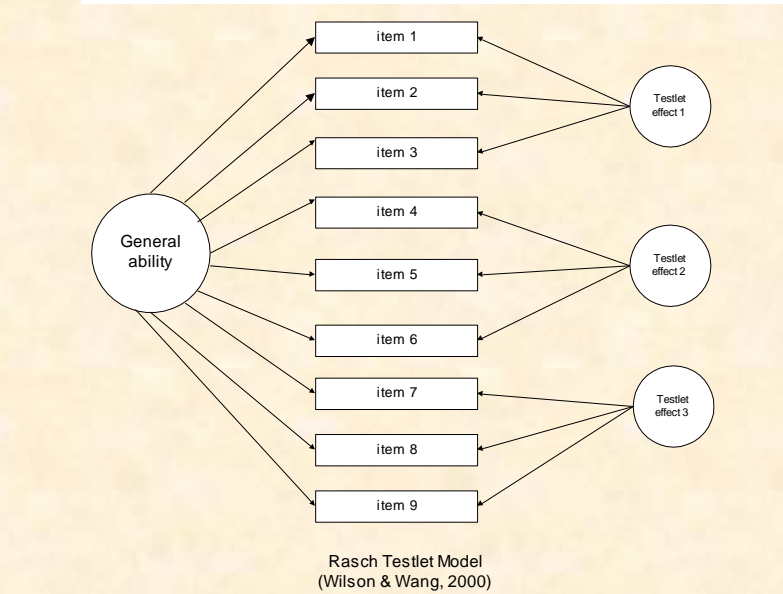 item 1
item 2
item 3
item 4
item 5
item 6
item 7
item 8
item 9
General
ability
Testlet
effect 1
Testlet
effect 2
Testlet
effect 3
Rasch Testlet Model
(Wilson & Wang, 2000)